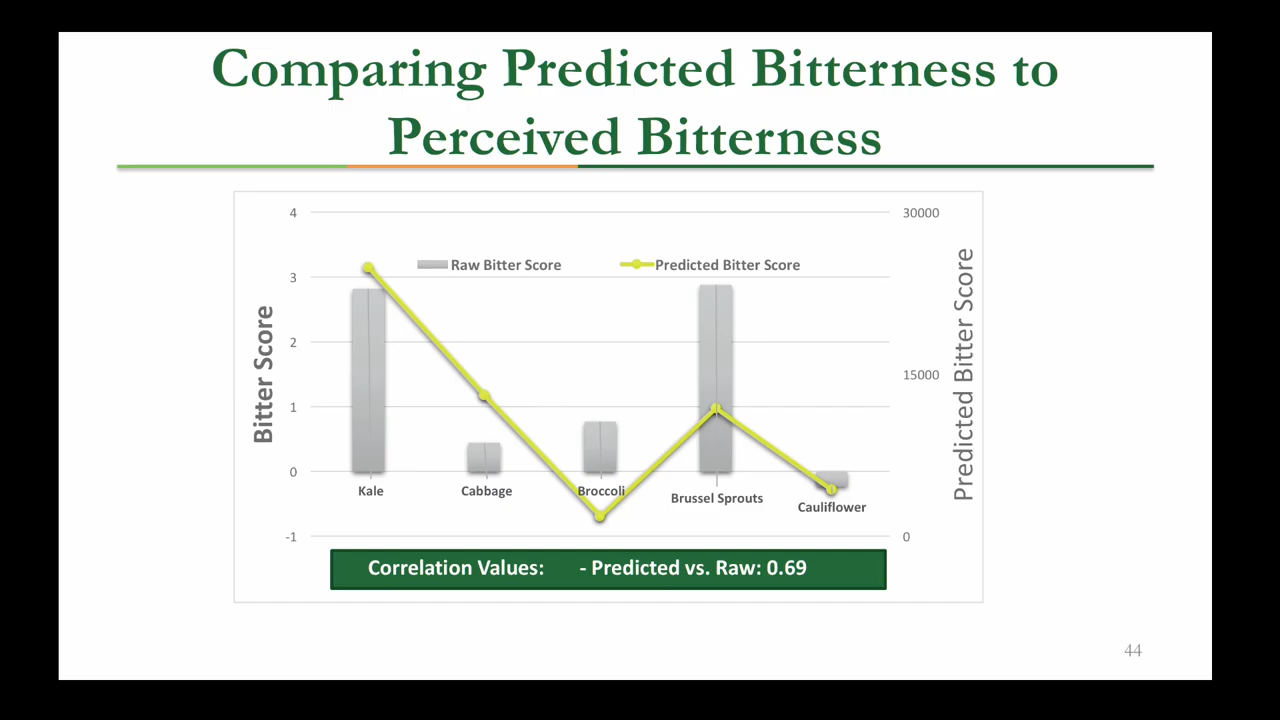 Comparing Predicted Bitterness to
Perceived Bitterness
4
30000
Raw Bitter Score
Predicted Bitter Score
3
2
15000
1
0
-1
0
Bitter Score
Predicted Bitter Score
Kale
Cabbage
Broccoli
Brussel Sprouts
Cauliflower
Correlation Values: - Predicted vs. Raw: 0.69
44